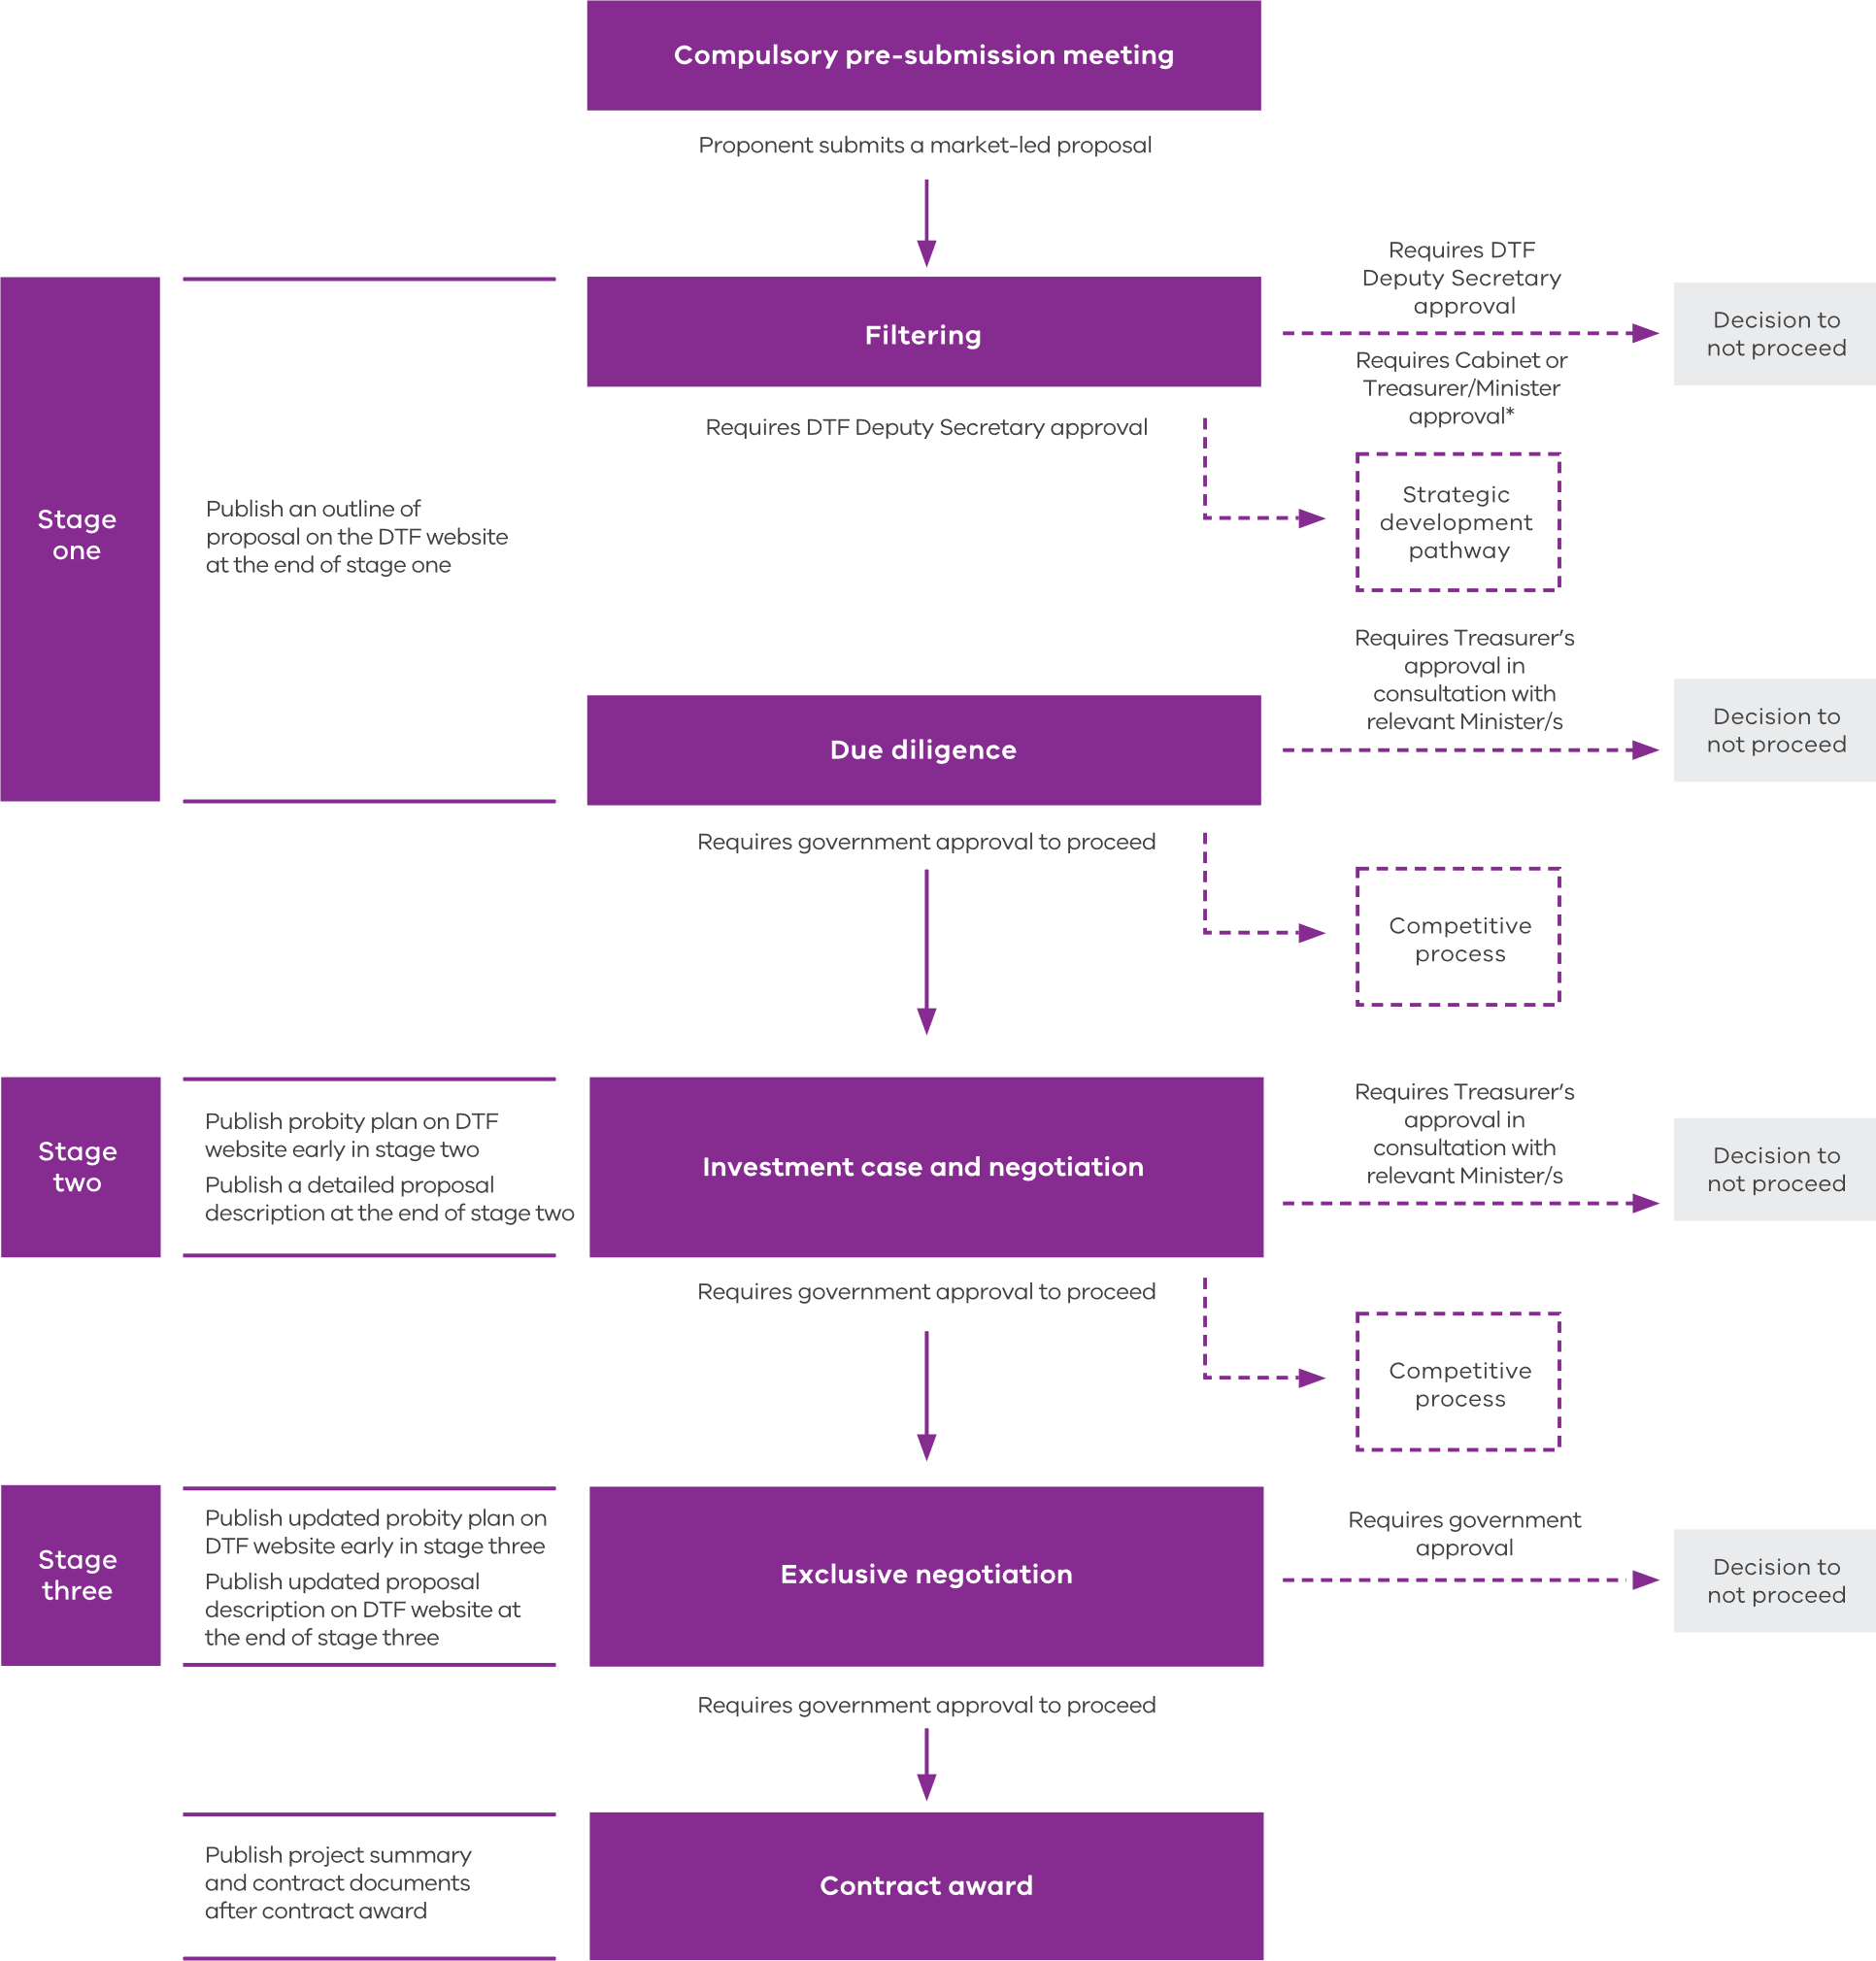 Compulsory pre-submission meeting
Proponent submits a market-led proposal
Stage
one
Publish an outline of
proposal on the DTF website
at the end of stage one
Filtering
Requires DTF
Deputy Secretary
approval
Decision to
not proceed
Requires DTF Deputy Secretary approval
Requires Cabinet or
Treasurer/Minister
approval*
Strategic
development
pathway
Due diligence
Requires Treasurer’s
approval in
consultation with
relevant Minister/s
Decision to
not proceed
Requires government approval to proceed
Competitive
process
Stage
two
Publish probity plan on DTF
website early in stage two
Publish a detailed proposal
description at the end of stage two
Investment case and negotiation
Requires Treasurer’s
approval in
consultation with
relevant Minister/s
Decision to
not proceed
Requires government approval to proceed
Competitive
process
Stage
three
Publish updated probity plan on
DTF website early in stage three
Publish updated proposal
description on DTF website at
the end of stage three
Exclusive negotiation
Requires government
approval
Decision to
not proceed
Requires government approval to proceed
Publish project summary
and contract documents
after contract award
Contract award